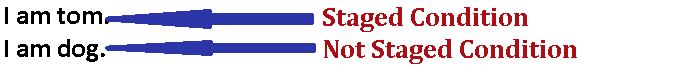 I am tom. Staged Condition
I am dog. Not Staged Condition